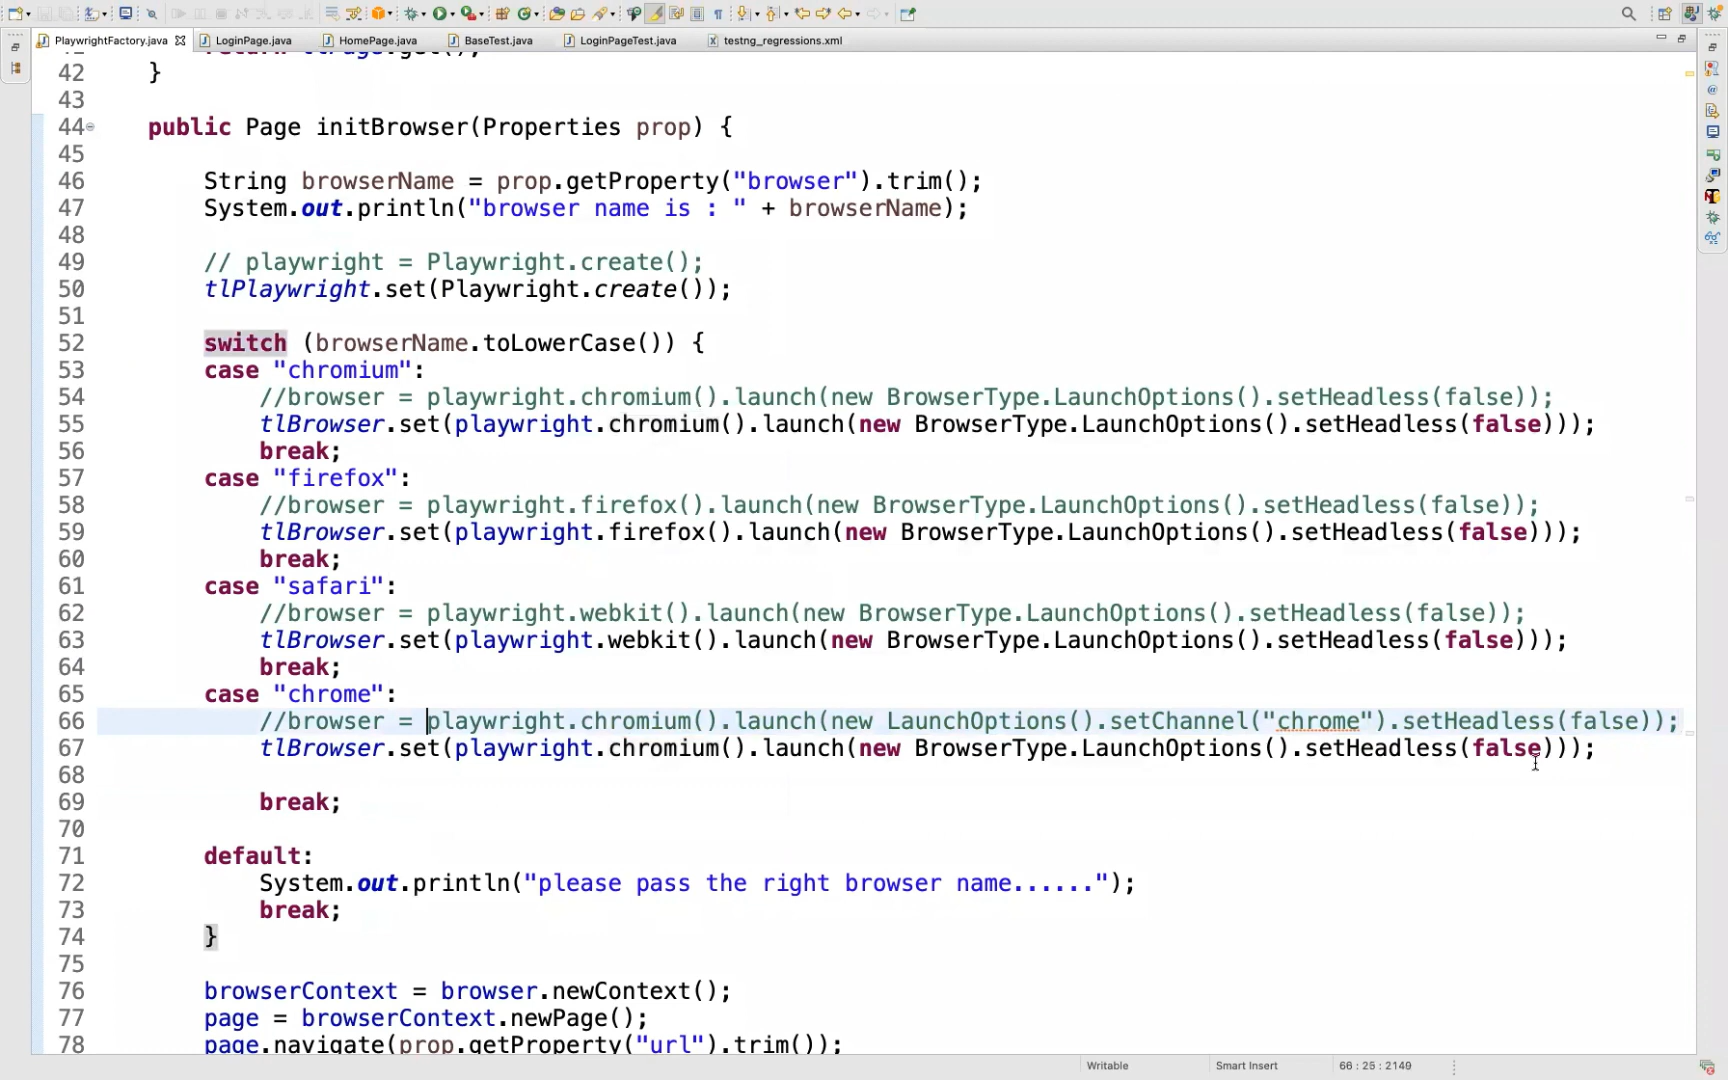 PlaywrightFactory.java
LoginPage.java
HomePage.java
BaseTest.java
LoginPageTest.java
testng_regressions.xml
42 }
43
44 public Page initBrowser(Properties prop) {
45
46 String browserName = prop.getProperty("browser").trim();
47 System.out.println("browser name is : " + browserName);
48
49 // playwright = Playwright.create();
50 tlPlaywright.set(Playwright.create());
51
52 switch (browserName.toLowerCase()) {
53 case "chromium":
54 //browser = playwright.chromium().launch(new BrowserType.LaunchOptions().setHeadless(false));
55 tlBrowser.set(playwright.chromium().launch(new BrowserType.LaunchOptions().setHeadless(false)));
56 break;
57 case "firefox":
58 //browser = playwright.firefox().launch(new BrowserType.LaunchOptions().setHeadless(false));
59 tlBrowser.set(playwright.firefox().launch(new BrowserType.LaunchOptions().setHeadless(false)));
60 break;
61 case "safari":
62 //browser = playwright.webkit().launch(new BrowserType.LaunchOptions().setHeadless(false));
63 tlBrowser.set(playwright.webkit().launch(new BrowserType.LaunchOptions().setHeadless(false)));
64 break;
65 case "chrome":
66 //browser = playwright.chromium().launch(new LaunchOptions().setChannel("chrome").setHeadless(false));
67 tlBrowser.set(playwright.chromium().launch(new BrowserType.LaunchOptions().setHeadless(false)));
68
69 break;
70
71 default:
72 System.out.println("please pass the right browser name......");
73 break;
74 }
75
76 browserContext = browser.newContext();
77 page = browserContext.newPage();
78 page.navigate(prop.getProperty("url").trim());
Writable
Smart Insert
66 : 25 : 2149